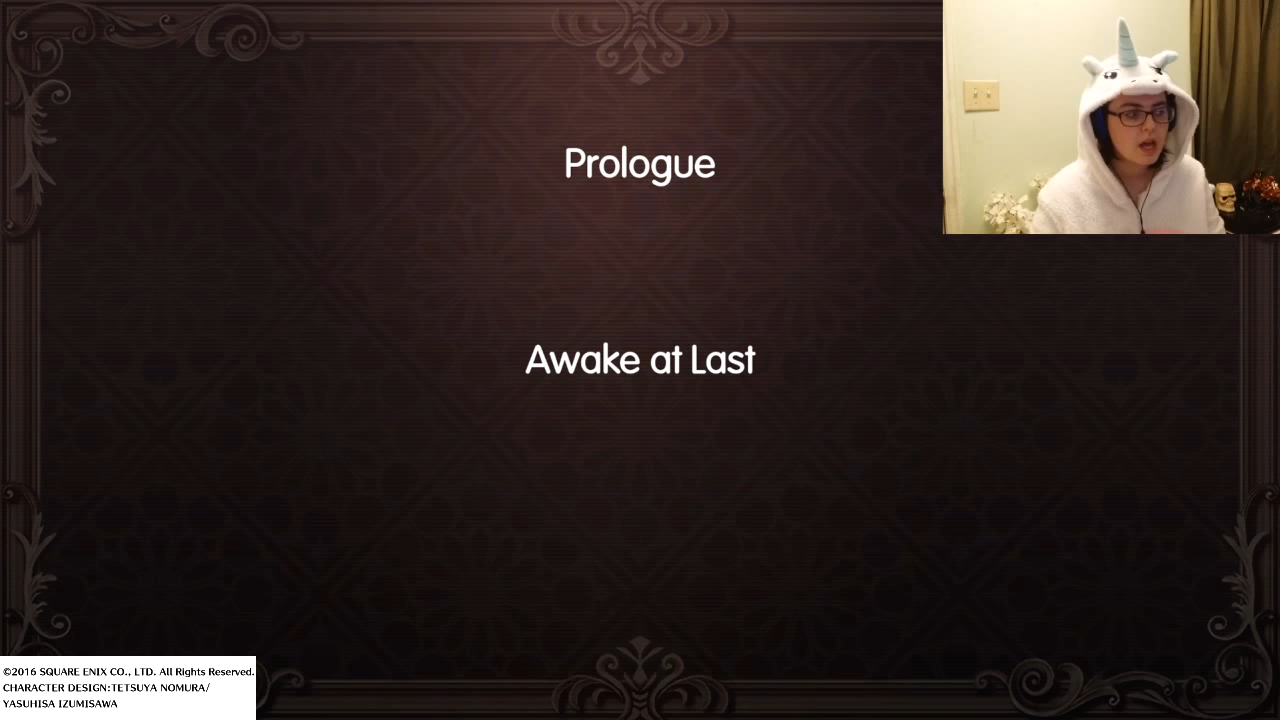 Prologue
Awake at Last
©2016 SQUARE ENIX CO., LTD. All Rights Reserved.
CHARACTER DESIGN:TETSUYA NOMURA/
YASUHISA IZUMISAWA